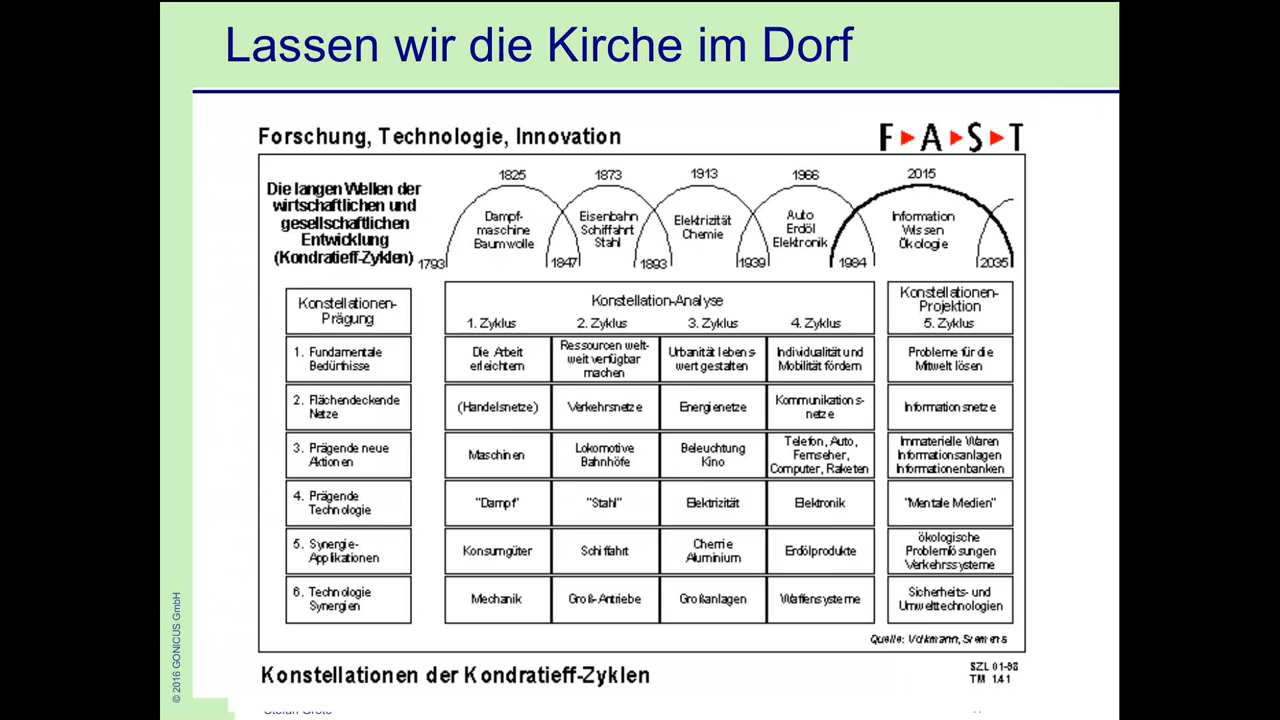 Lassen wir die Kirche im Dorf
Forschung, Technologie, Innovation
F A S T
Die langen Wellen der
wirtschaftlichen und
gesellschaftlichen
Entwicklung
(Kondratieff-Zyklen)
1825
1873
1913
1966
2015
Dampf-
maschine
Baumwolle
Eisenbahn
Schiffahrt
Stahl
Elektrizität
Chemie
Auto
Erdöl
Elektronik
Information
Wissen
Ökologie
1793
1847
1893
1939
1984
2035
Konstellationen-
Prägung
Konstellation-Analyse
1. Zyklus
2. Zyklus
3. Zyklus
4. Zyklus
Konstellationen-
Projektion
5. Zyklus
1. Fundamentale
Bedürfnisse
Die Arbeit
erleichtern
Ressourcen welt-
weit verfügbar
machen
Urbanität lebens-
wert gestalten
Individualität und
Mobilität fördern
Probleme für die
Mitwelt lösen
2. Flächendeckende
Netze
(Handelsnetze)
Verkehrsnetze
Energienetze
Kommunikations-
netze
Informationsnetze
3. Prägende neue
Aktionen
Maschinen
Lokomotive
Bahnhöfe
Beleuchtung
Kino
Telefon, Auto,
Fernseher,
Computer, Raketen
Immaterielle Waren
Informationsanlagen
Informationenbanken
4. Prägende
Technologie
"Dampf"
"Stahl"
Elektrizität
Elektronik
"Mentale Medien"
5. Synergie-
Applikationen
Konsumgüter
Schiffahrt
Chemie
Aluminium
Erdölprodukte
ökologische
Problemlösungen
Verkehrssysteme
6. Technologie
Synergien
Mechanik
Groß-Antriebe
Großanlagen
Waffensysteme
Sicherheits- und
Umwelttechnologien
Quelle: Volkmann, Siemens
Konstellationen der Kondratieff-Zyklen
SZL 01-98
TM 141
© 2016 GONICUS GmbH
Stefan Grote